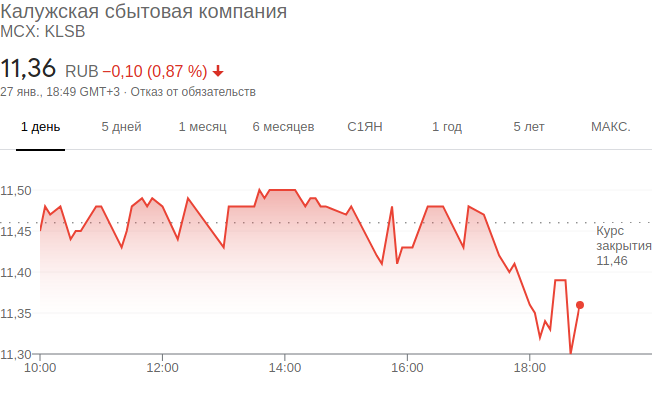 Калужская сбытовая компания
MCX: KLSB
11,36 RUB −0,10 (0,87 %)
27 янв., 18:49 GMT+3 · Отказ от обязательств
1 день 5 дней 1 месяц 6 месяцев С1ЯН 1 год 5 лет МАКС.
11,50
11,45
11,40
11,35
11,30
Курс
закрытия
11,46
10:00 12:00 14:00 16:00 18:00